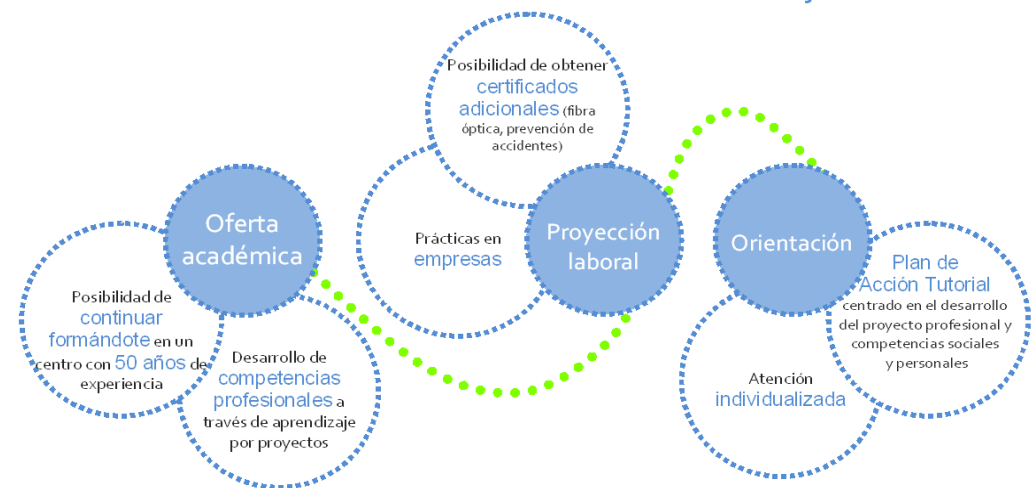 Posibilidad de obtener
certificados
adicionales (fibra
óptica, prevención de
accidentes)
Oferta
académica
Prácticas en
empresas
Proyección
laboral
Orientación
Plan de
Acción Tutorial
centrado en el desarrollo
del proyecto profesional y
competencias sociales
y personales
Posibilidad de
continuar
formándote en un
centro con 50 años de
experiencia
Desarrollo de
competencias
profesionales a
través de aprendizaje
por proyectos
Atención
individualizada